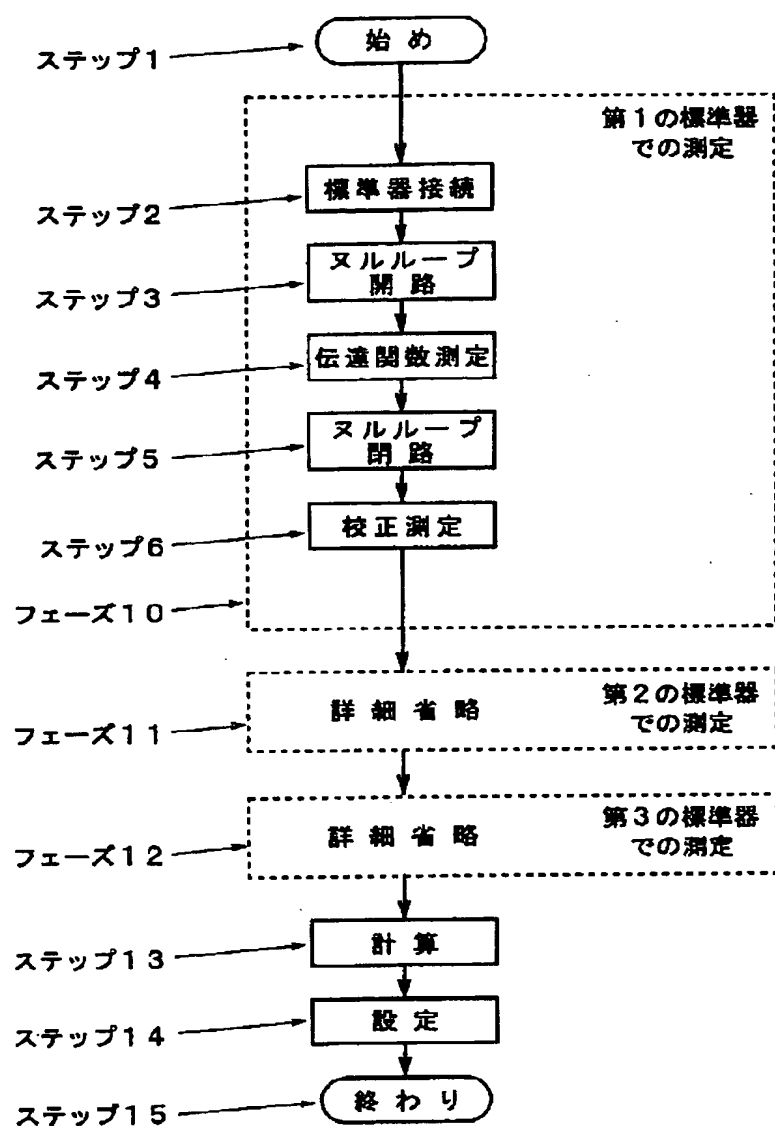 始め
ステップ1
第1の標準器
での測定
標準器接続
ステップ2
ヌルループ
開路
ステップ3
伝達関数測定
ステップ4
ヌルループ
閉路
ステップ5
校正測定
ステップ6
フェーズ10
詳細省略
第2の標準器
での測定
フェーズ11
詳細省略
第3の標準器
での測定
フェーズ12
計算
ステップ13
設定
ステップ14
終わり
ステップ15